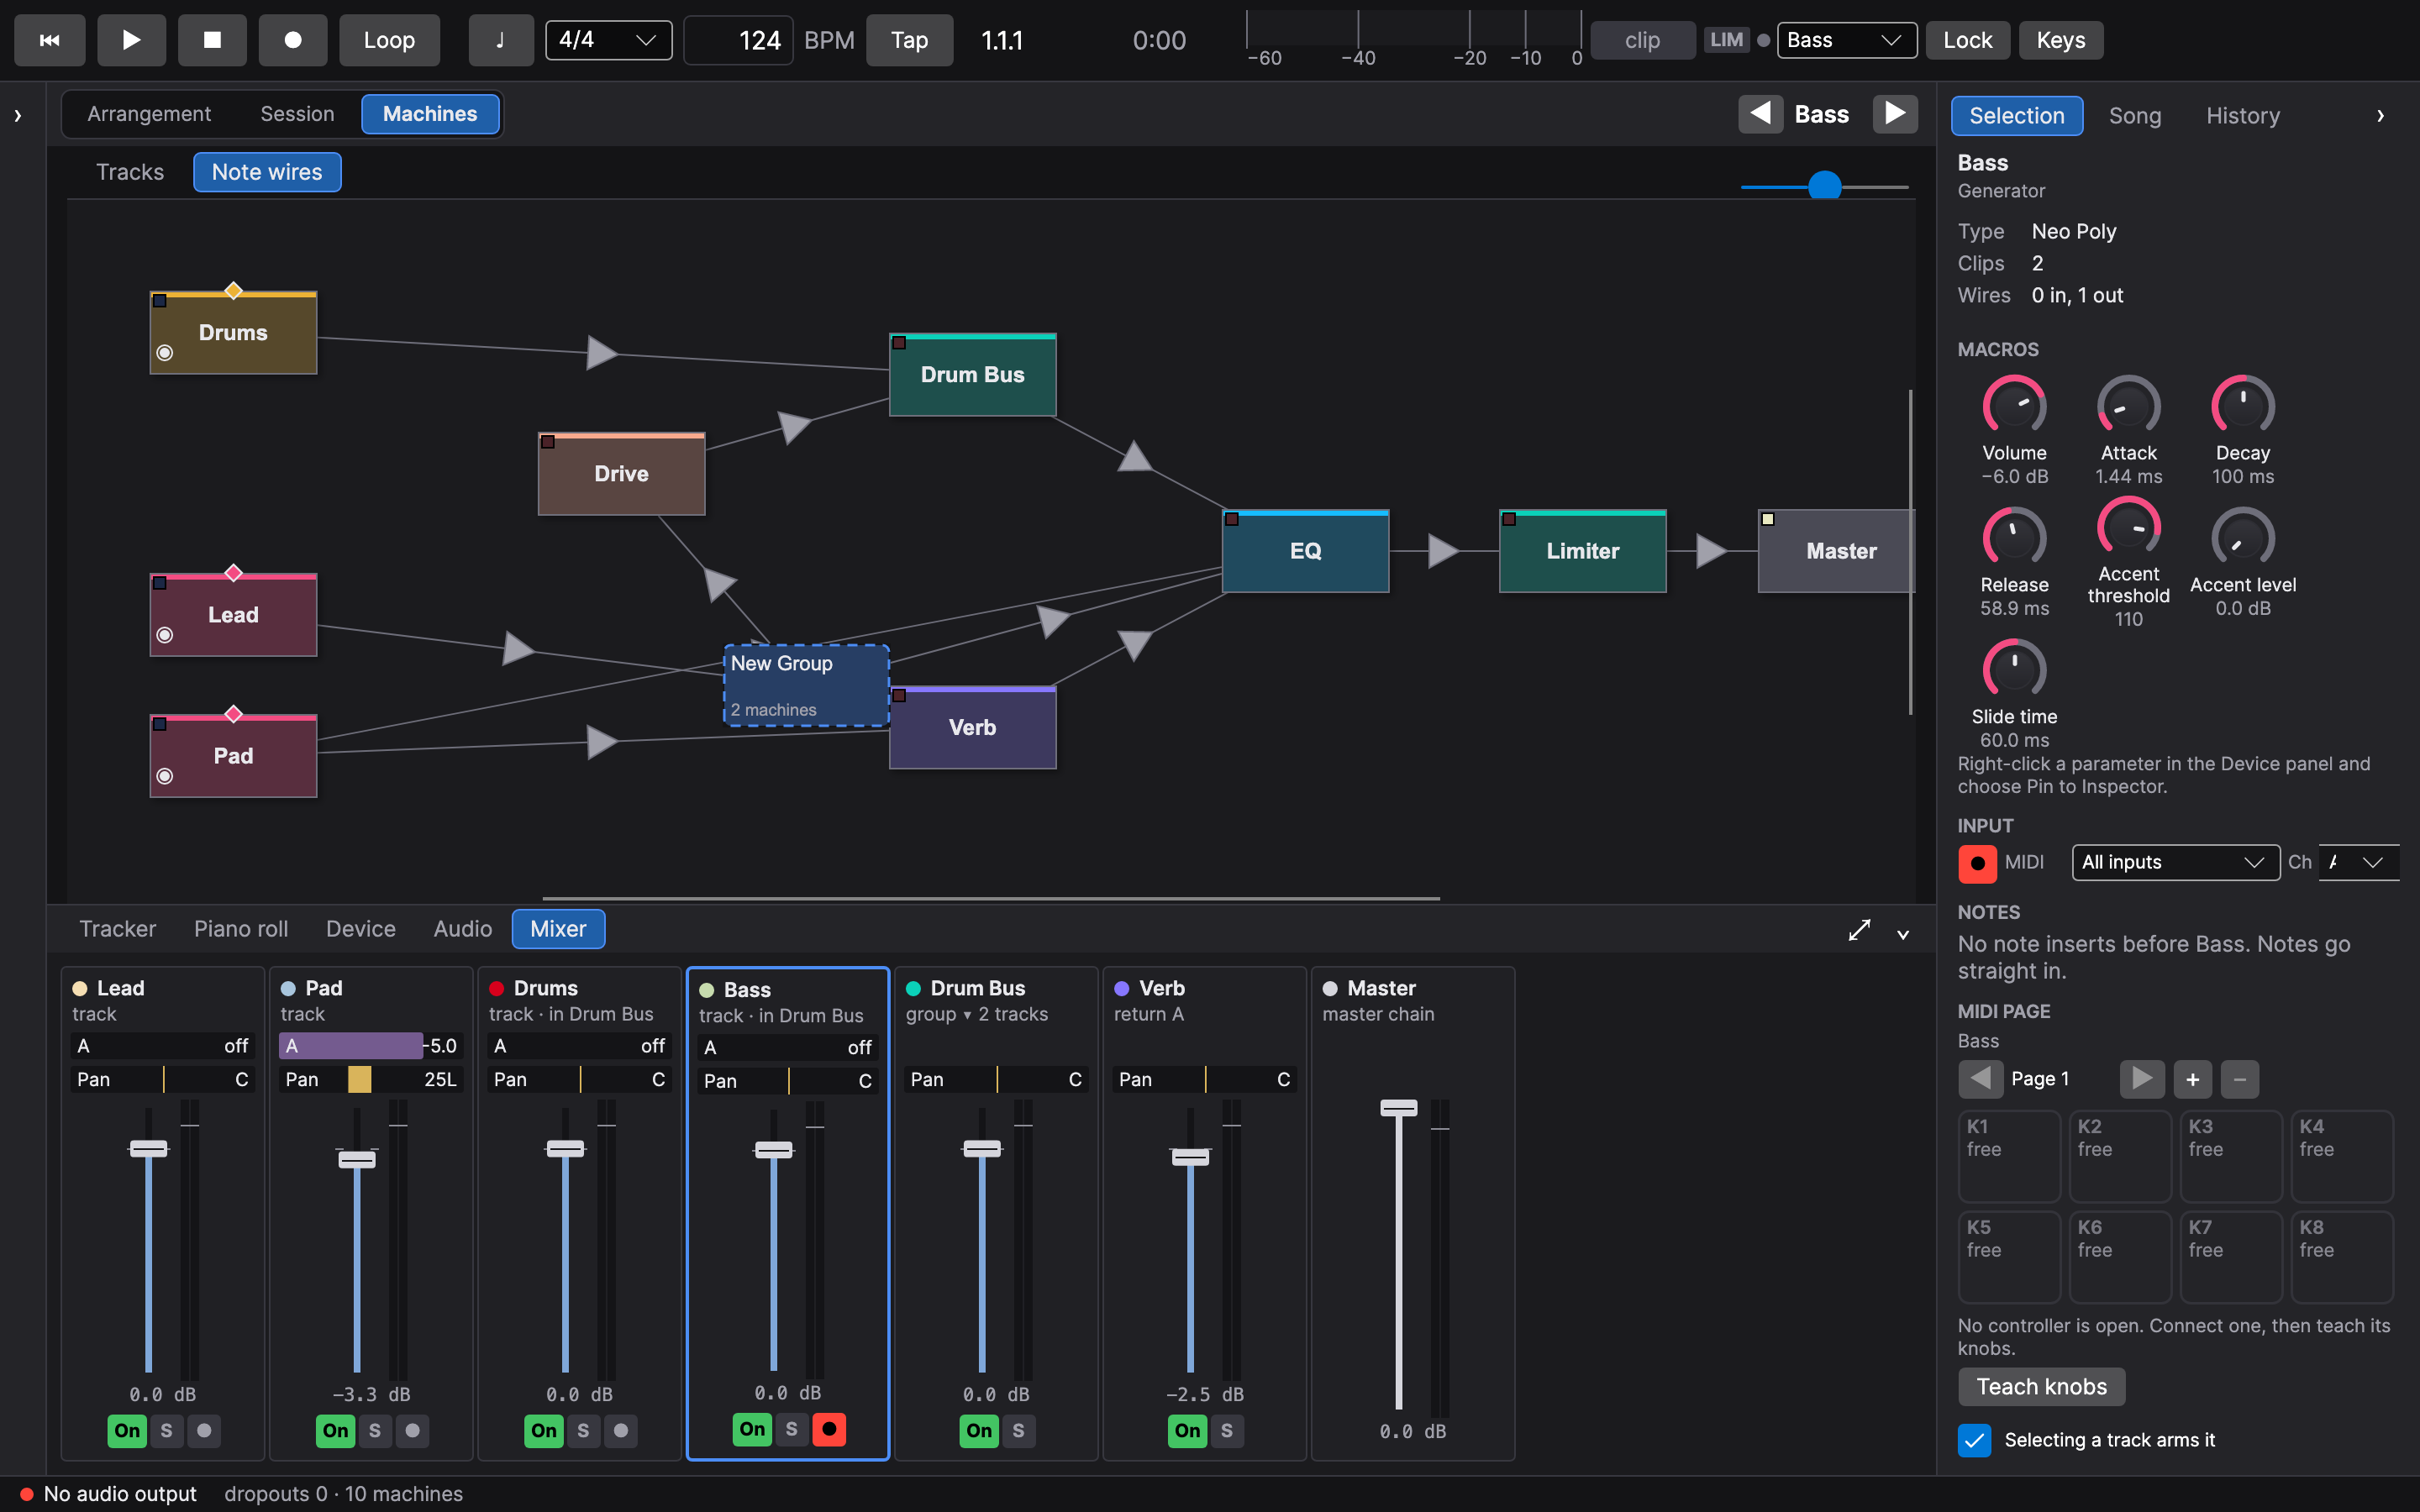 Loop
4/4
124 BPM
Tap
1.1.1
0:00
−60 −40 −20 −10 0
clip
LIM
Bass
Lock
Keys
Arrangement
Session
Machines
Bass
Tracks
Note wires
Drums
Drum Bus
Drive
Lead
Pad
New Group
2 machines
Verb
EQ
Limiter
Master
Selection
Song
History
Bass
Generator
Type Neo Poly
Clips 2
Wires 0 in, 1 out
MACROS
Volume
−6.0 dB
Attack
1.44 ms
Decay
100 ms
Release
58.9 ms
Accent
threshold
110
Accent level
0.0 dB
Slide time
60.0 ms
Right-click a parameter in the Device panel and
choose Pin to Inspector.
INPUT
MIDI All inputs Ch
NOTES
No note inserts before Bass. Notes go
straight in.
MIDI PAGE
Bass
Page 1 + −
K1
free
K2
free
K3
free
K4
free
K5
free
K6
free
K7
free
K8
free
No controller is open. Connect one, then teach its
knobs.
Teach knobs
Selecting a track arms it
Tracker
Piano roll
Device
Audio
Mixer
Lead
track
A off
Pan C
0.0 dB
On S
Pad
track
A −5.0
Pan 25L
−3.3 dB
On S
Drums
track · in Drum Bus
A off
Pan C
0.0 dB
On S
Bass
track · in Drum Bus
A off
Pan C
0.0 dB
On S
Drum Bus
group ▾ 2 tracks
Pan C
0.0 dB
On S
Verb
return A
Pan C
−2.5 dB
On S
Master
master chain
0.0 dB
No audio output
dropouts 0 · 10 machines